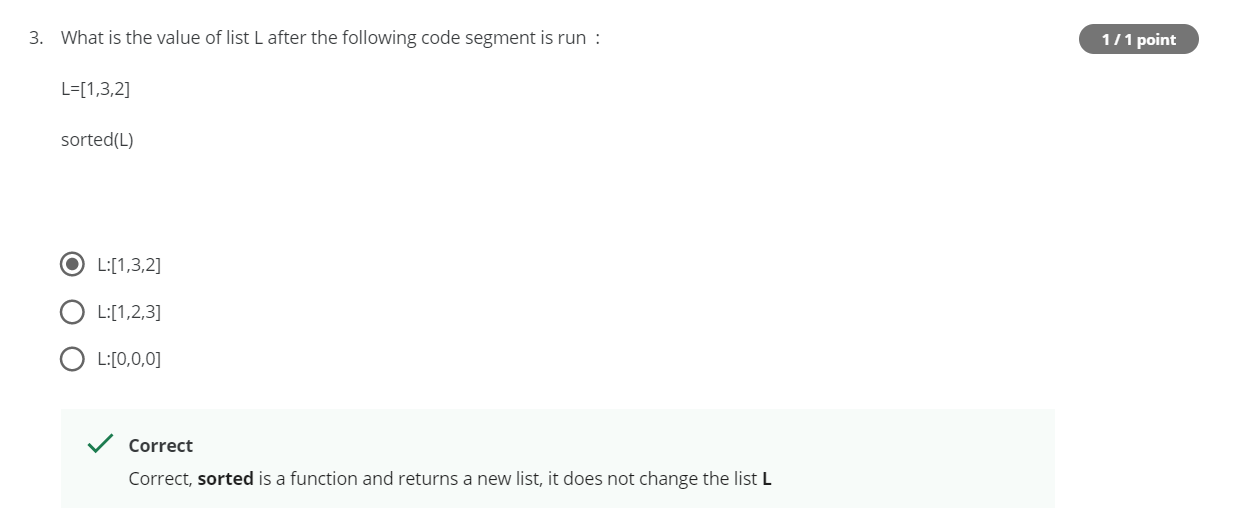 3. What is the value of list L after the following code segment is run :
1 / 1 point
L=[1,3,2]
sorted(L)
L:[1,3,2]
L:[1,2,3]
L:[0,0,0]
Correct
Correct, sorted is a function and returns a new list, it does not change the list L